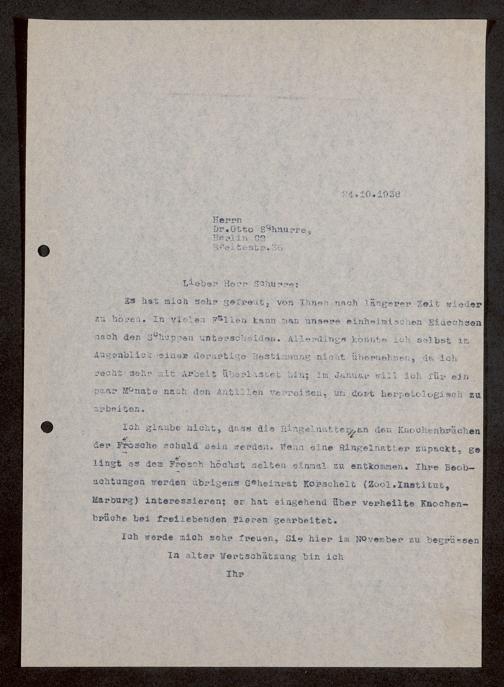 24.10.1936
Herrn
Dr.Otto Schnurre,
Berlin C2
Breitestr.36
Lieber Herr Schurre:
Es hat mich sehr gefreut, von Ihnen nach längerer Zeit wieder
zu hören. In vielen Fällen kann man unsere einheimischen Eidechsen
nach den Schuppen unterscheiden. Allerdings könnte ich selbst im
Augenblick einer derartige Bestimmung nicht übernehmen, da ich
recht sehr mit Arbeit überlastet bin; im Januar will ich für ein
paar Monate nach den Antillen verreisen, um dort herpetologisch zu
arbeiten.
Ich glaube nicht, dass die Ringelnattern an den Knochenbrüchen
der Frösche schuld sein werden. Wenn eine Ringelnatter zupackt, ge
lingt es dem Frosch höchst selten einmal zu entkommen. Ihre Beob-
achtungen werden übrigens Geheimrat Korschelt (Zool.Institut,
Marburg) interessieren; er hat eingehend über verheilte Knochen-
brüche bei freilebenden Tieren gearbeitet.
Ich werde mich sehr freuen, Sie hier im November zu begrüssen
In alter Wertschätzung bin ich
Ihr